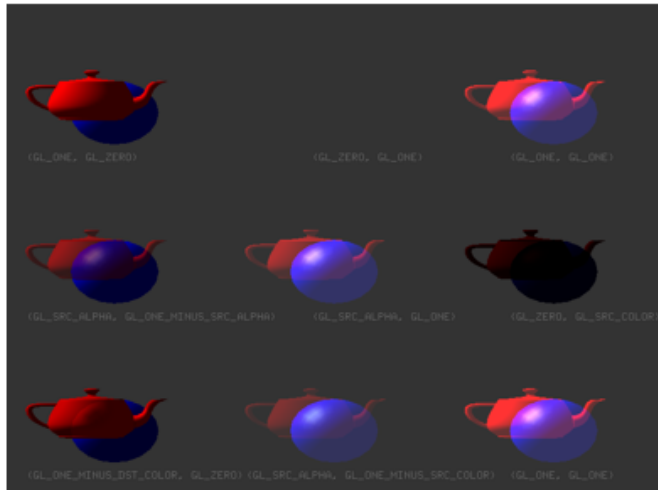 (GL_ONE, GL_ZERO) (GL_ZERO, GL_ONE) (GL_ONE, GL_ONE)
(GL_SRC_ALPHA, GL_ONE_MINUS_SRC_ALPHA) (GL_SRC_ALPHA, GL_ONE) (GL_ZERO, GL_SRC_COLOR)
(GL_ONE_MINUS_DST_COLOR, GL_ZERO) (GL_SRC_ALPHA, GL_ONE_MINUS_SRC_COLOR) (GL_ONE, GL_ONE)